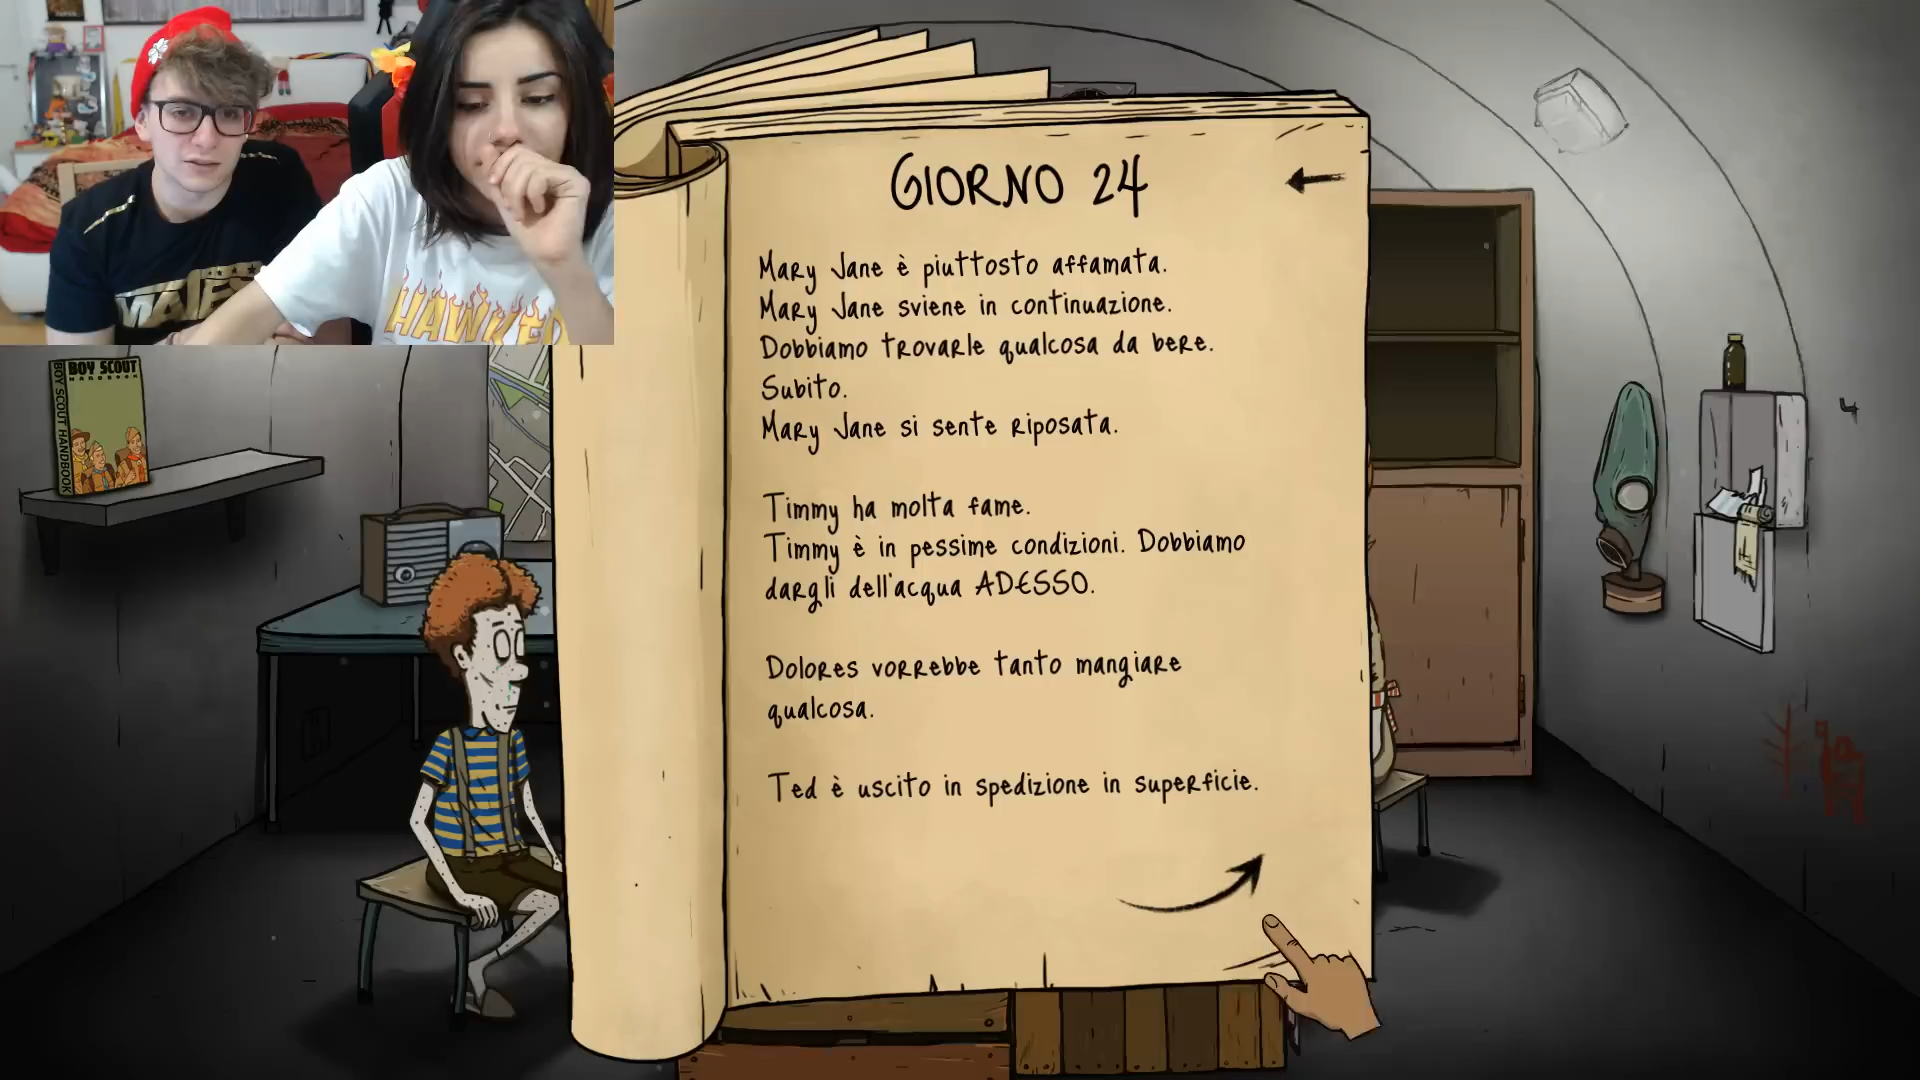 GIORNO 24
Mary Jane è piuttosto affamata.
Mary Jane sviene in continuazione.
Dobbiamo trovarle qualcosa da bere.
Subito.
Mary Jane si sente riposata.
Timmy ha molta fame.
Timmy è in pessime condizioni. Dobbiamo
dargli dell'acqua ADESSO.
Dolores vorrebbe tanto mangiare
qualcosa.
Ted è uscito in spedizione in superficie.
BOY SCOUT
HANDBOOK
BOY SCOUT HANDBOOK